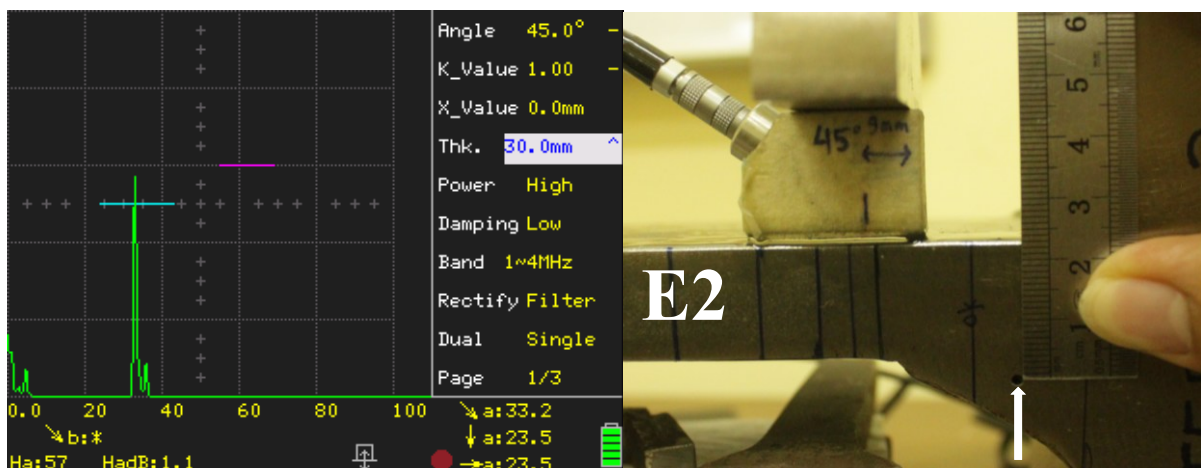 Angle 45.0° -
K_Value 1.00 -
X_Value 0.0mm
Thk. 30.0mm ^
Power High
Damping Low
Band 1~4MHz
Rectify Filter
Dual Single
Page 1/3
0.0 20 40 60 80 100
a:33.2
b:* a:23.5
Ha:57 HadB:1.1 a:23.5
45° 9mm
E2
6
5
4
3
2
1
cm